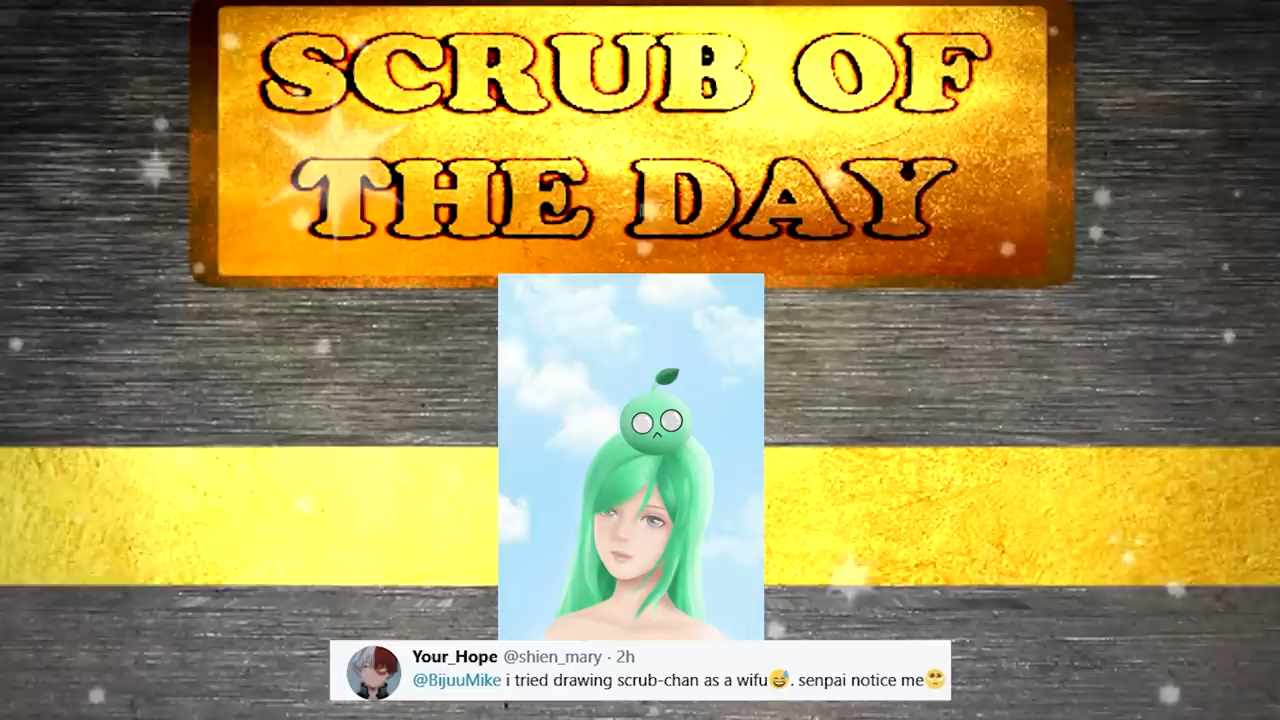 SCRUB OF
THE DAY
Your_Hope @shien_mary · 2h
@BijuuMike i tried drawing scrub-chan as a wifu😅. senpai notice me🥺